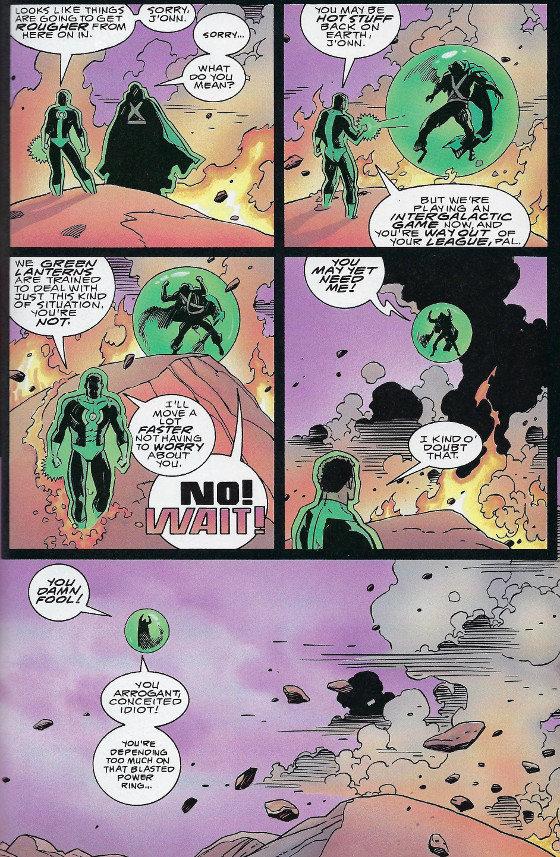 LOOKS LIKE THINGS
ARE GOING TO GET
ROUGHER FROM
HERE ON IN.
SORRY,
J'ONN.
SORRY...
WHAT
DO YOU
MEAN?
YOU MAY BE
HOT STUFF
BACK ON
EARTH,
J'ONN.
BUT WE'RE
PLAYING AN
INTERGALACTIC
GAME NOW, AND
YOU'RE WAY OUT OF
YOUR LEAGUE, PAL.
WE GREEN
LANTERNS
ARE TRAINED
TO DEAL WITH
JUST THIS KIND
OF SITUATION.
YOU'RE
NOT.
I'LL
MOVE A
LOT
FASTER
NOT HAVING
TO WORRY
ABOUT
YOU.
NO!
WAIT!
YOU
MAY YET
NEED
ME!
I KIND O'
DOUBT
THAT.
YOU
DAMN
FOOL!
YOU
ARROGANT,
CONCEITED
IDIOT!
YOU'RE
DEPENDING
TOO MUCH ON
THAT BLASTED
POWER
RING...